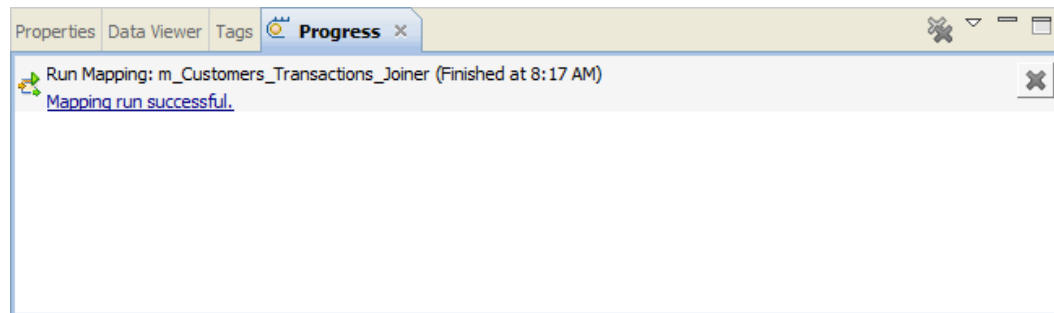 Properties Data Viewer Tags Progress
Run Mapping: m_Customers_Transactions_Joiner (Finished at 8:17 AM)
Mapping run successful.